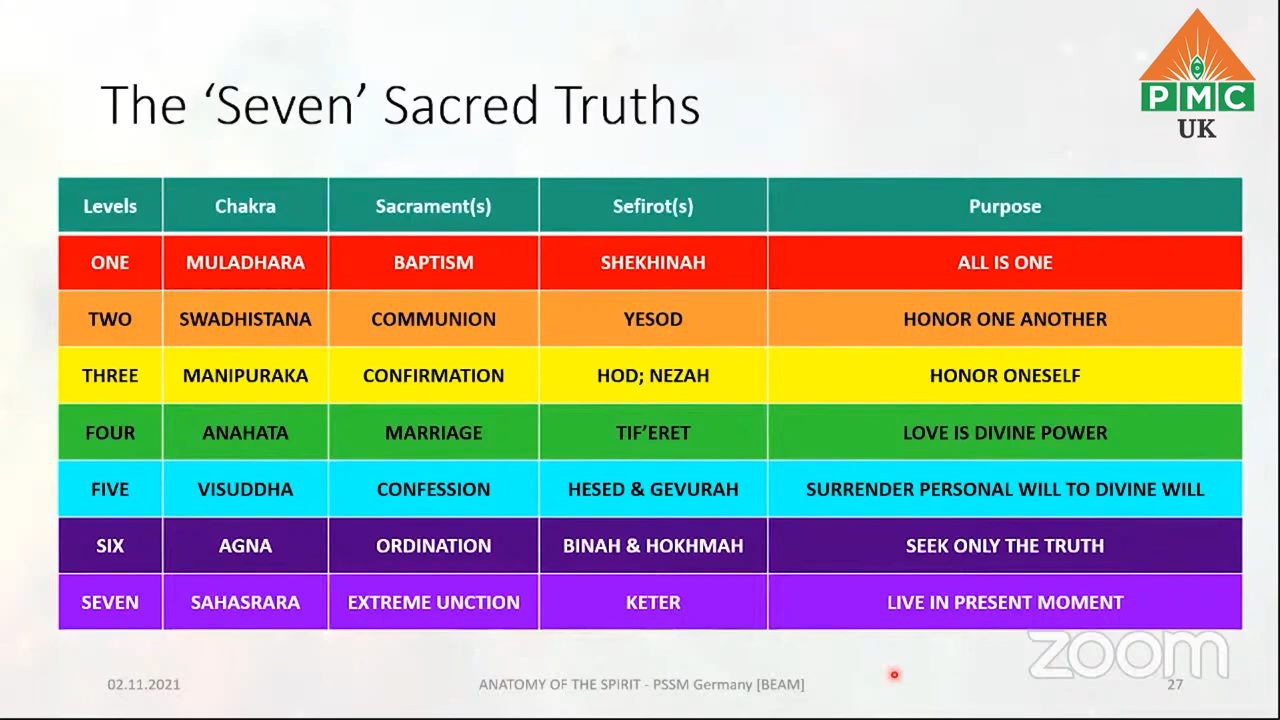 PMC
UK
The ‘Seven’ Sacred Truths
Levels Chakra Sacrament(s) Sefirot(s) Purpose
ONE MULADHARA BAPTISM SHEKHINAH ALL IS ONE
TWO SWADHISTANA COMMUNION YESOD HONOR ONE ANOTHER
THREE MANIPURAKA CONFIRMATION HOD; NEZAH HONOR ONESELF
FOUR ANAHATA MARRIAGE TIF’ERET LOVE IS DIVINE POWER
FIVE VISUDDHA CONFESSION HESED & GEVURAH SURRENDER PERSONAL WILL TO DIVINE WILL
SIX AGNA ORDINATION BINAH & HOKHMAH SEEK ONLY THE TRUTH
SEVEN SAHASRARA EXTREME UNCTION KETER LIVE IN PRESENT MOMENT
zoom
02.11.2021 ANATOMY OF THE SPIRIT - PSSM Germany [BEAM] 27